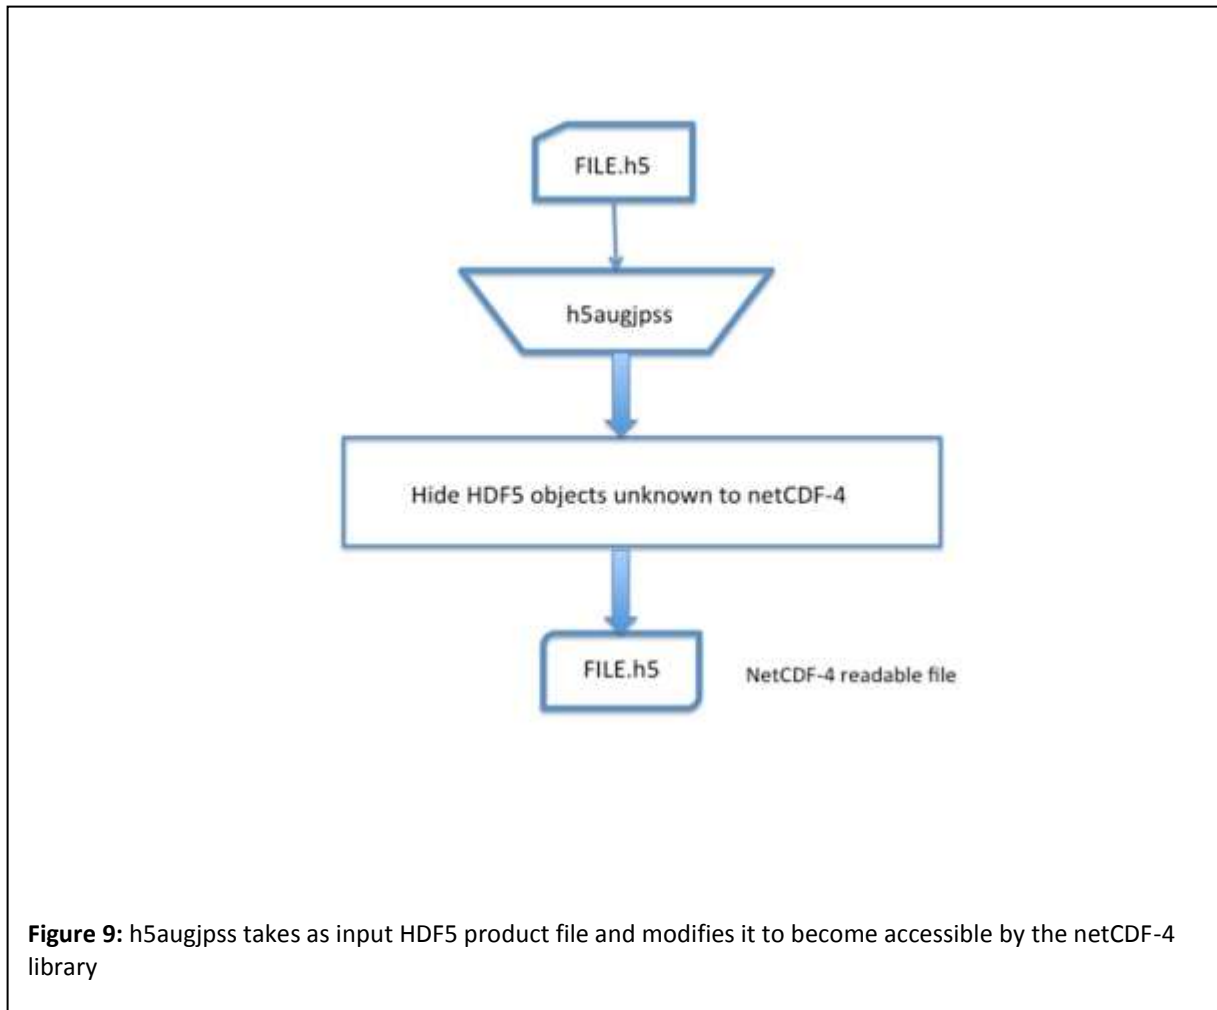 FILE.h5
h5augjpss
Hide HDF5 objects unknown to netCDF-4
FILE.h5
NetCDF-4 readable file
Figure 9: h5augjpss takes as input HDF5 product file and modifies it to become accessible by the netCDF-4
library